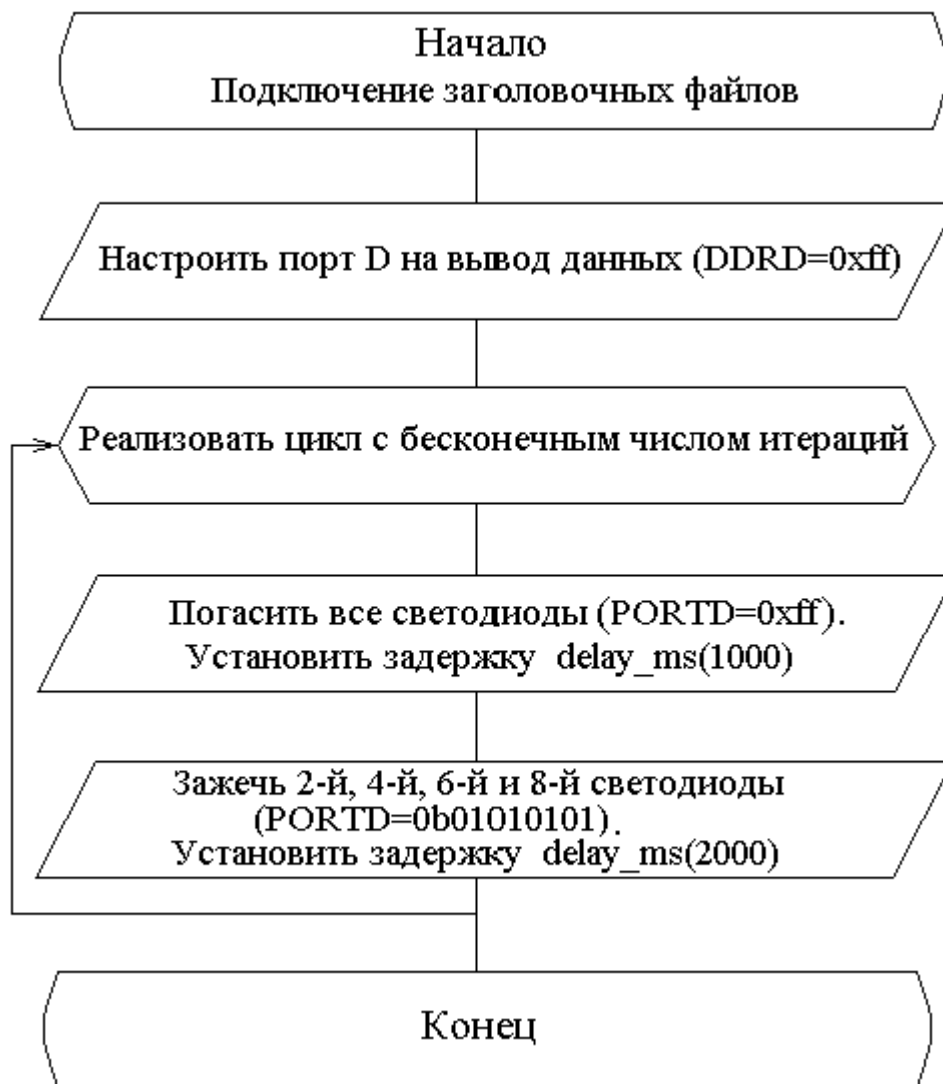 Начало
Подключение заголовочных файлов
Настроить порт D на вывод данных (DDRD=0xff)
Реализовать цикл с бесконечным числом итераций
Погасить все светодиоды (PORTD=0xff).
Установить задержку delay_ms(1000)
Зажечь 2-й, 4-й, 6-й и 8-й светодиоды
(PORTD=0b01010101).
Установить задержку delay_ms(2000)
Конец